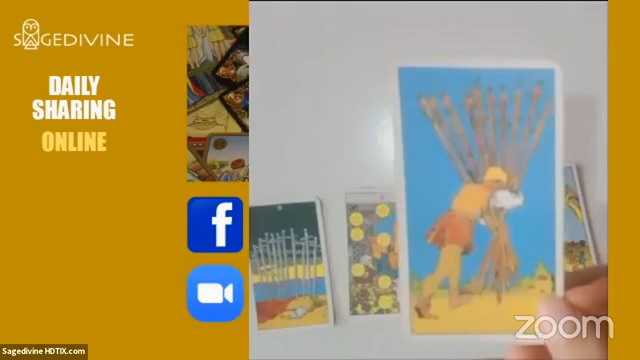 SAGEDIVINE
DAILY
SHARING
ONLINE
f
zoom
Sagedivine HDTIX.com